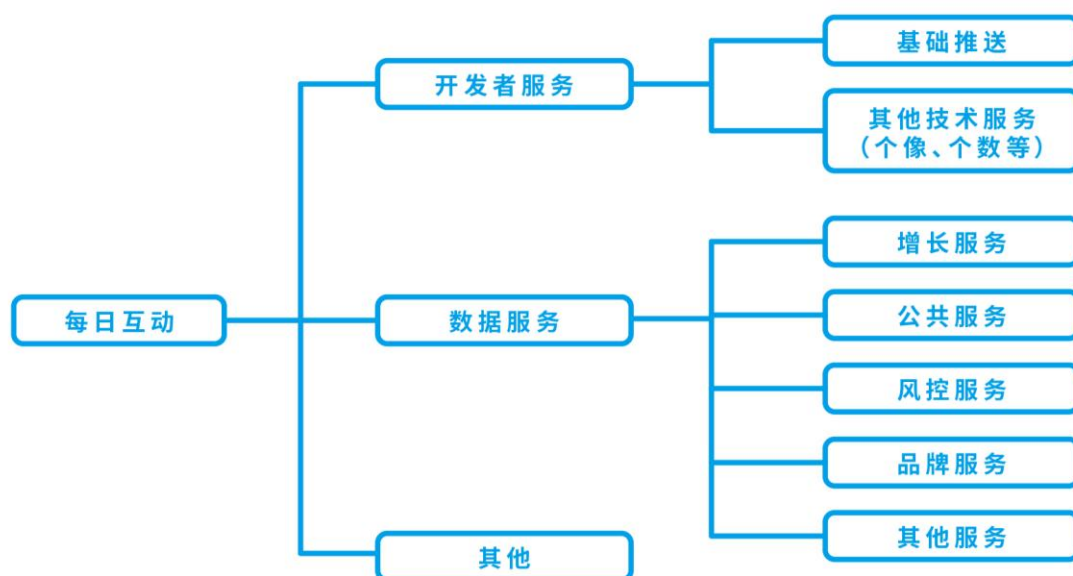 每日互动
开发者服务
基础推送
其他技术服务
（个像、个数等）
数据服务
增长服务
公共服务
风控服务
品牌服务
其他服务
其他